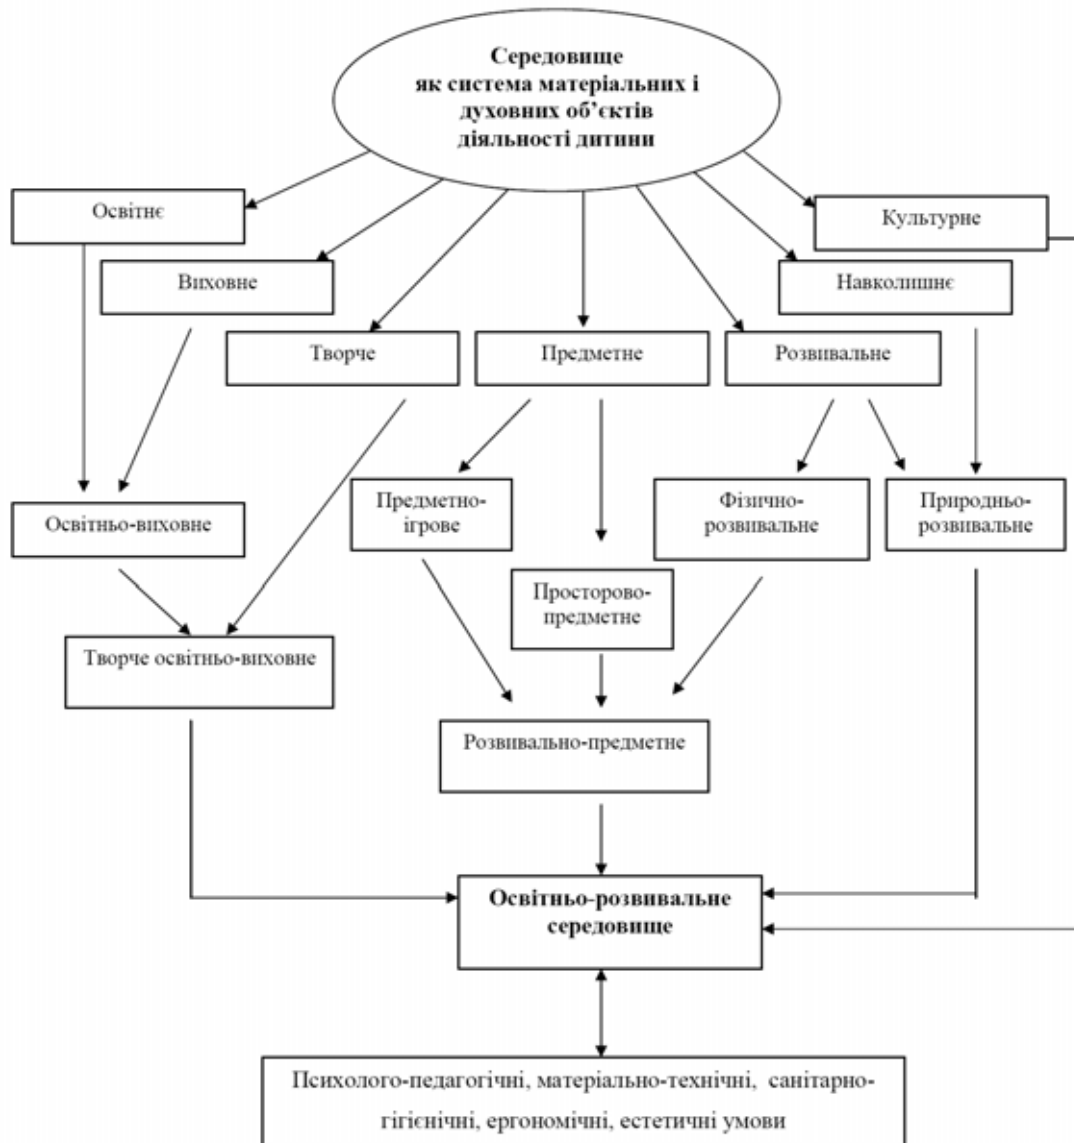 Середовище
як система матеріальних і
духовних об’єктів
діяльності дитини
Освітнє
Культурне
Виховне
Навколишнє
Творче
Предметне
Розвивальне
Освітньо-виховне
Предметно-
ігрове
Фізично-
розвивальне
Природньо-
розвивальне
Просторово-
предметне
Творче освітньо-виховне
Розвивально-предметне
Освітньо-розвивальне
середовище
Психолого-педагогічні, матеріально-технічні, санітарно-
гігієнічні, ергономічні, естетичні умови